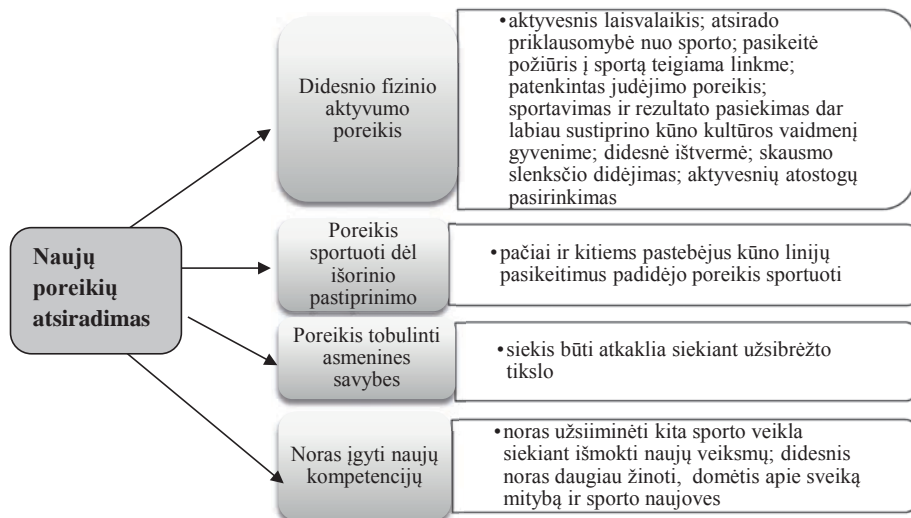 Naujų
poreikių
atsiradimas
Didesnio fizinio
aktyvumo
poreikis
•aktyvesnis laisvalaikis; atsirado
priklausomybė nuo sporto; pasikeitė
požiūris į sportą teigiama linkme;
patenkintas judėjimo poreikis;
sportavimas ir rezultato pasiekimas dar
labiau sustiprino kūno kultūros vaidmenį
gyvenime; didesnė ištvermė; skausmo
slenksčio didėjimas; aktyvesnių atostogų
pasirinkimas
Poreikis
sportuoti dėl
išorinio
pastiprinimo
•pačiai ir kitiems pastebėjus kūno linijų
pasikeitimus padidėjo poreikis sportuoti
Poreikis tobulinti
asmenines
savybes
•siekis būti atkaklia siekiant užsibrėžto
tikslo
Noras įgyti naujų
kompetencijų
•noras užsiiminėti kita sporto veikla
siekiant išmokti naujų veiksmų; didesnis
noras daugiau žinoti, domėtis apie sveiką
mitybą ir sporto naujoves